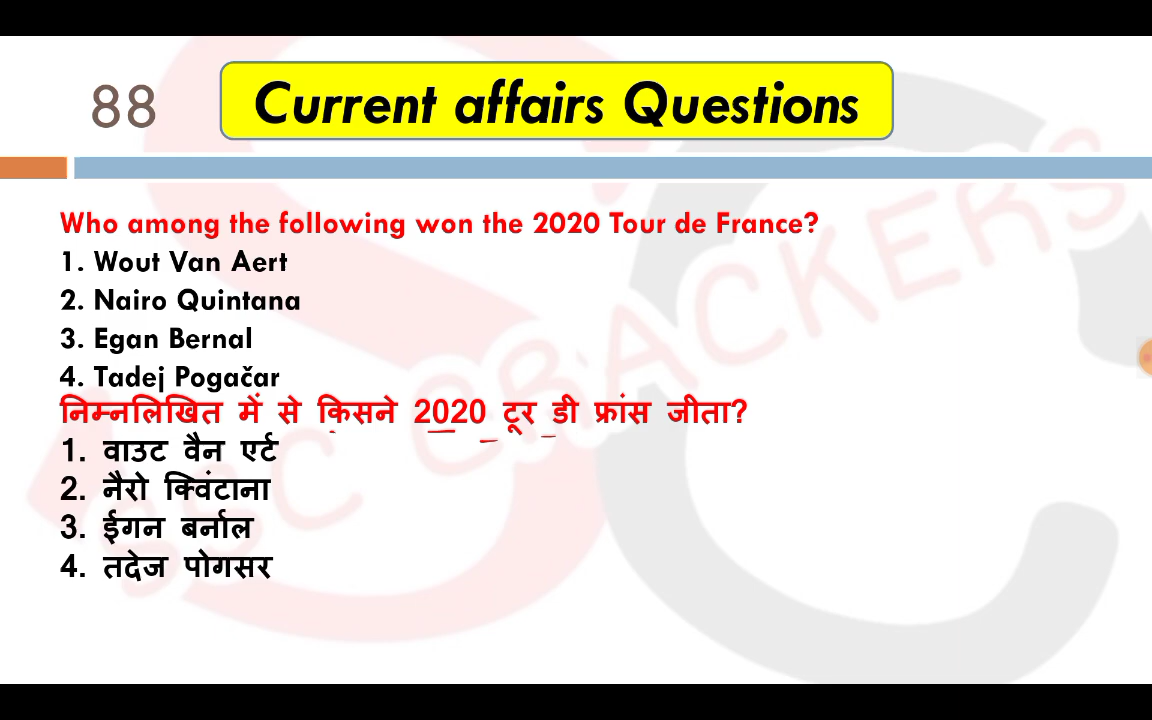 88
Current affairs Questions
Who among the following won the 2020 Tour de France?
1. Wout Van Aert
2. Nairo Quintana
3. Egan Bernal
4. Tadej Pogačar
निम्नलिखित में से किसने 2020 टूर डी फ्रांस जीता?
1. वाउट वैन एर्ट
2. नैरो क्विंटाना
3. ईगन बर्नाल
4. तदेज पोगसर
SSC CRACKERS